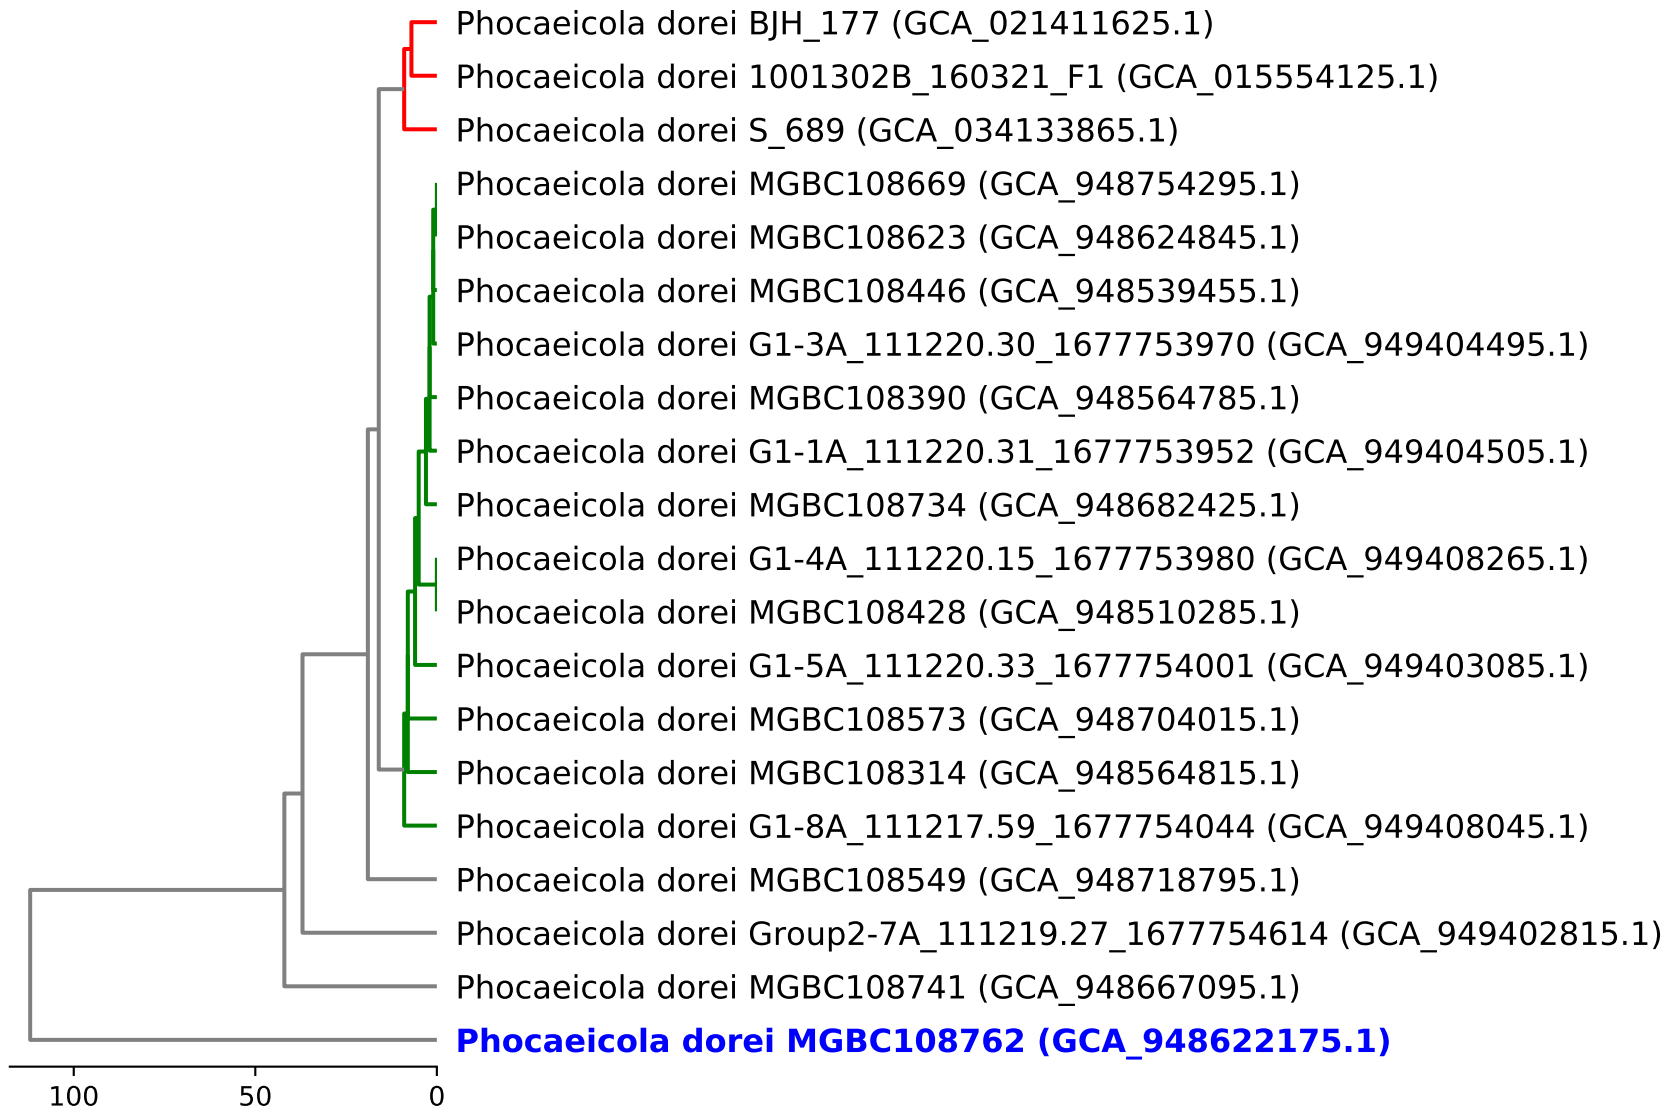 Phocaeicola dorei BJH_177 (GCA_021411625.1)
Phocaeicola dorei 1001302B_160321_F1 (GCA_015554125.1)
Phocaeicola dorei S_689 (GCA_034133865.1)
Phocaeicola dorei MGBC108669 (GCA_948754295.1)
Phocaeicola dorei MGBC108623 (GCA_948624845.1)
Phocaeicola dorei MGBC108446 (GCA_948539455.1)
Phocaeicola dorei G1-3A_111220.30_1677753970 (GCA_949404495.1)
Phocaeicola dorei MGBC108390 (GCA_948564785.1)
Phocaeicola dorei G1-1A_111220.31_1677753952 (GCA_949404505.1)
Phocaeicola dorei MGBC108734 (GCA_948682425.1)
Phocaeicola dorei G1-4A_111220.15_1677753980 (GCA_949408265.1)
Phocaeicola dorei MGBC108428 (GCA_948510285.1)
Phocaeicola dorei G1-5A_111220.33_1677754001 (GCA_949403085.1)
Phocaeicola dorei MGBC108573 (GCA_948704015.1)
Phocaeicola dorei MGBC108314 (GCA_948564815.1)
Phocaeicola dorei G1-8A_111217.59_1677754044 (GCA_949408045.1)
Phocaeicola dorei MGBC108549 (GCA_948718795.1)
Phocaeicola dorei Group2-7A_111219.27_1677754614 (GCA_949402815.1)
Phocaeicola dorei MGBC108741 (GCA_948667095.1)
Phocaeicola dorei MGBC108762 (GCA_948622175.1)
100 50 0